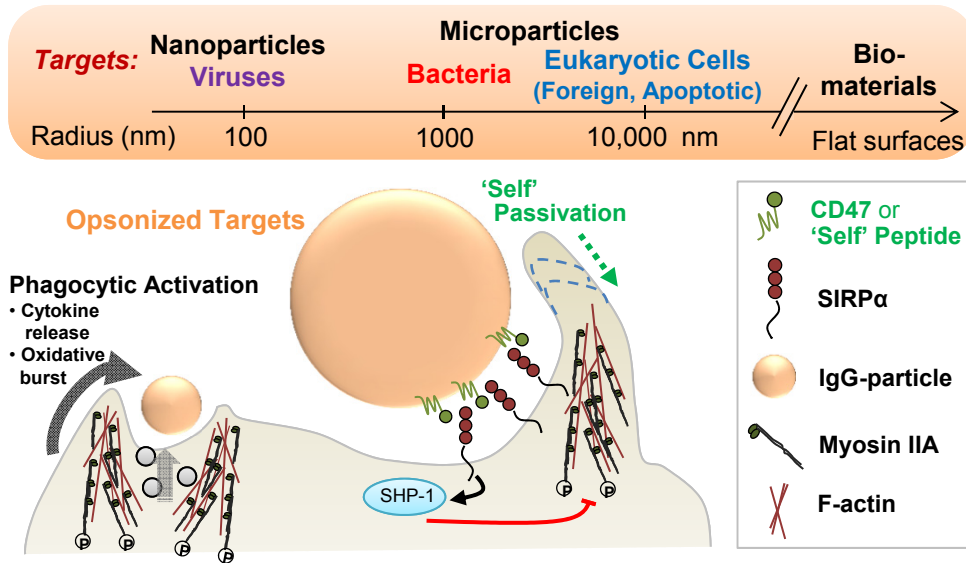 Targets:
Nanoparticles
Viruses
Microparticles
Bacteria
Eukaryotic Cells
(Foreign, Apoptotic)
Bio-
materials
Radius (nm)
100
1000
10,000 nm
Flat surfaces
Opsonized Targets
‘Self’
Passivation
Phagocytic Activation
• Cytokine
release
• Oxidative
burst
SHP-1
P
P
P
P
P
P
CD47 or
‘Self’ Peptide
SIRPα
IgG-particle
Myosin IIA
F-actin